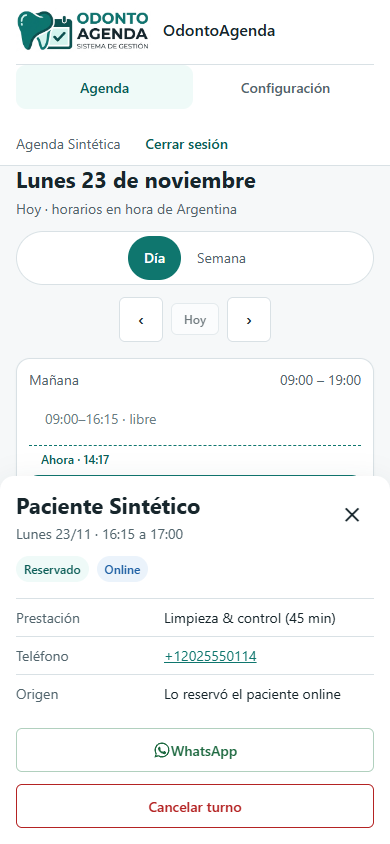 ODONTO
AGENDA
SISTEMA DE GESTIÓN
OdontoAgenda
Agenda
Configuración
Agenda Sintética
Cerrar sesión
Lunes 23 de noviembre
Hoy · horarios en hora de Argentina
Día
Semana
‹
Hoy
›
Mañana
09:00 – 19:00
09:00–16:15 · libre
Ahora · 14:17
Paciente Sintético
Lunes 23/11 · 16:15 a 17:00
Reservado
Online
Prestación
Limpieza & control (45 min)
Teléfono
+12025550114
Origen
Lo reservó el paciente online
WhatsApp
Cancelar turno